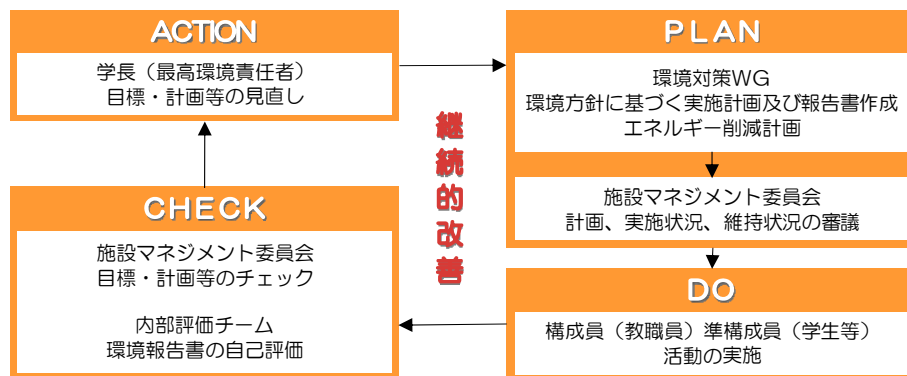 ACTION
学長（最高環境責任者）
目標・計画等の見直し
PLAN
環境対策WG
環境方針に基づく実施計画及び報告書作成
エネルギー削減計画
施設マネジメント委員会
計画、実施状況、維持状況の審議
継続的改善
CHECK
施設マネジメント委員会
目標・計画等のチェック
内部評価チーム
環境報告書の自己評価
DO
構成員（教職員）準構成員（学生等）
活動の実施